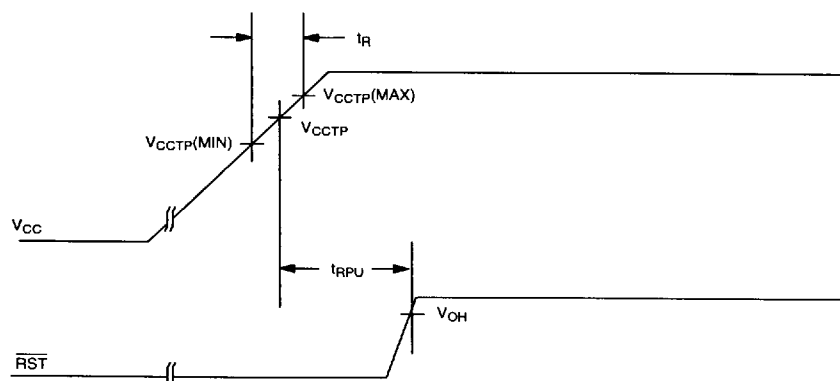 tR
VCCTP(MAX)
VCCTP
VCCTP(MIN)
VCC
tRPU
VOH
RST